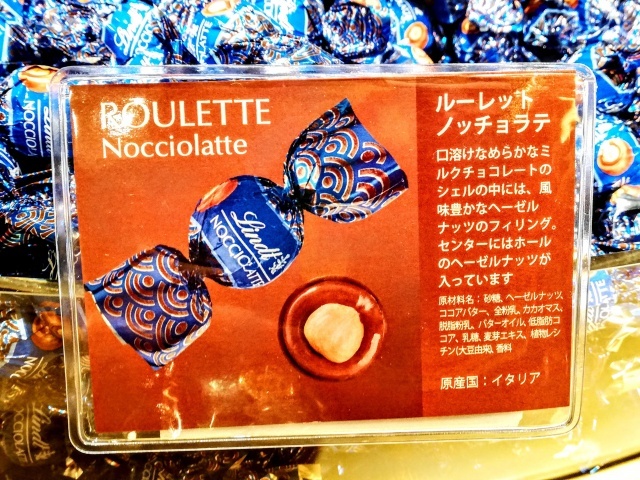 ROULETTE
Nocciolatte
Lindt
NOCCIOLATTE
ルーレット
ノッチョラテ
口溶けなめらかなミ
ルクチョコレートの
シェルの中には、風
味豊かなヘーゼル
ナッツのフィリング。
センターにはホール
のヘーゼルナッツが
入っています
原材料名：砂糖、ヘーゼルナッツ、
ココアバター、全粉乳、カカオマス、
脱脂粉乳、バターオイル、低脂肪コ
コア、乳糖、麦芽エキス、植物レシ
チン(大豆由来)、香料
原産国：イタリア